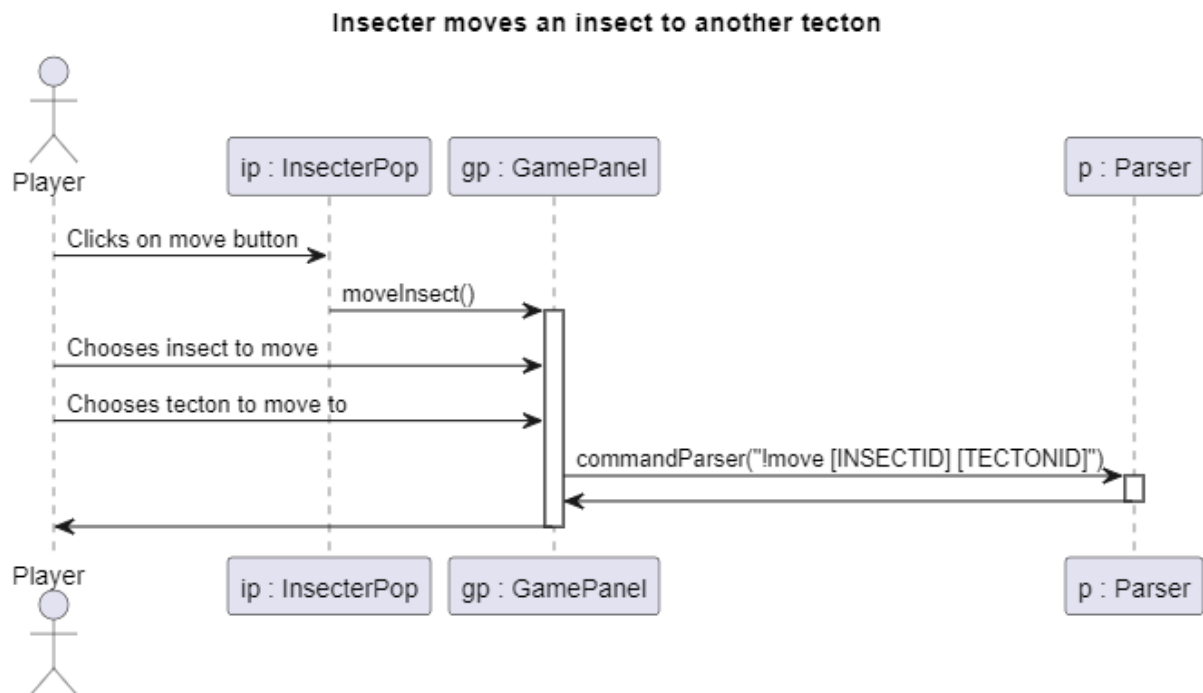 Insecter moves an insect to another tecton
Player
ip : InsecterPop
gp : GamePanel
p : Parser
Clicks on move button
moveInsect()
Chooses insect to move
Chooses tecton to move to
commandParser("!move [INSECTID] [TECTONID]")
Player
ip : InsecterPop
gp : GamePanel
p : Parser